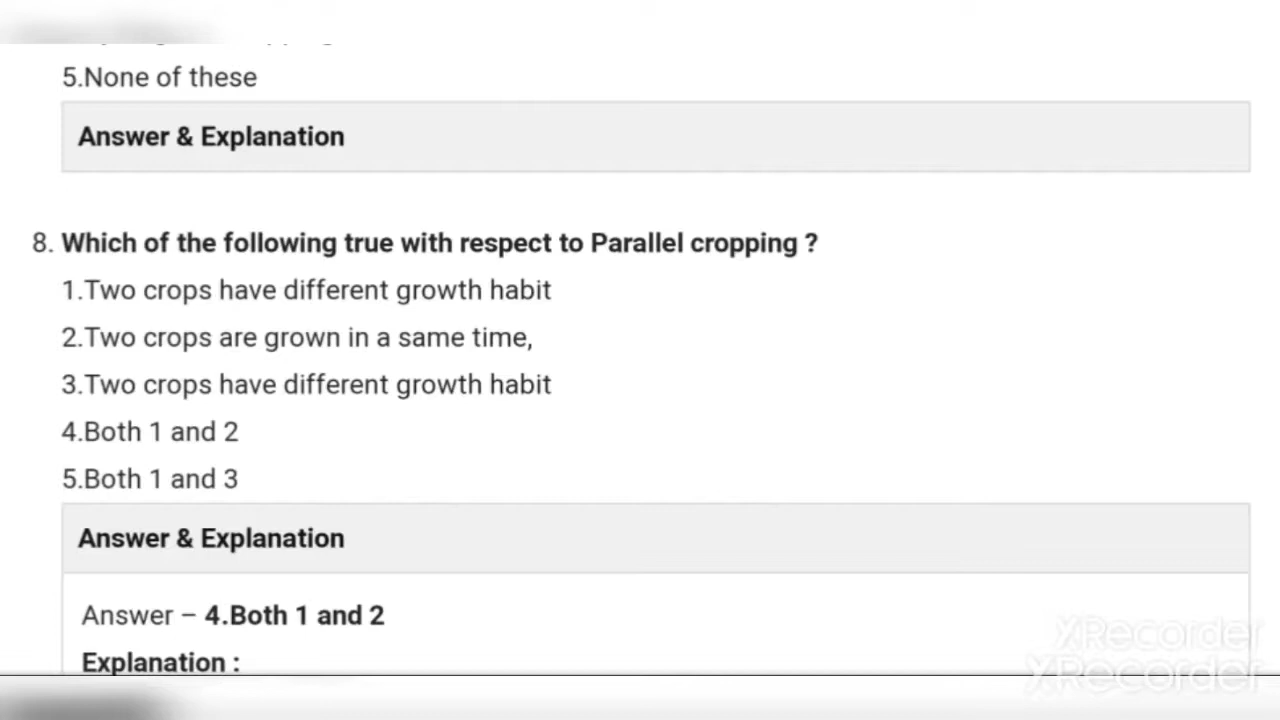 5.None of these
Answer & Explanation
8. Which of the following true with respect to Parallel cropping ?
1.Two crops have different growth habit
2.Two crops are grown in a same time,
3.Two crops have different growth habit
4.Both 1 and 2
5.Both 1 and 3
Answer & Explanation
Answer – 4.Both 1 and 2
Explanation :
XRecorder
XRecorder